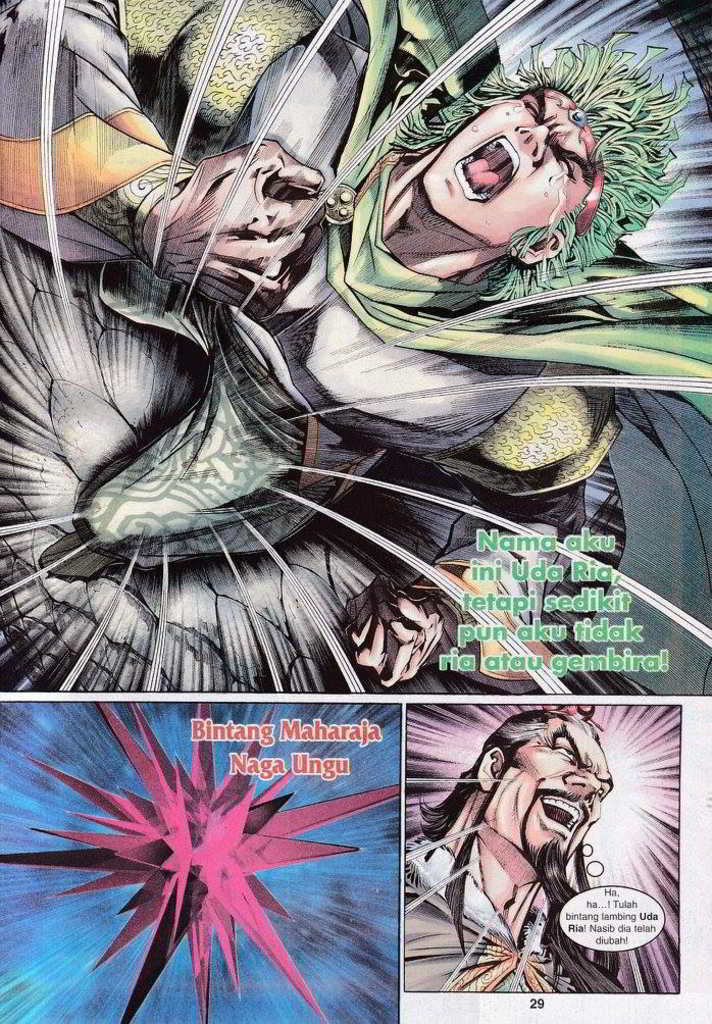 Nama aku
ini Uda Ria,
tetapi sedikit
pun aku tidak
ria atau gembira!
Bintang Maharaja
Naga Ungu
Ha,
ha...! Tulah
bintang lambing Uda
Ria! Nasib dia telah
diubah!
29